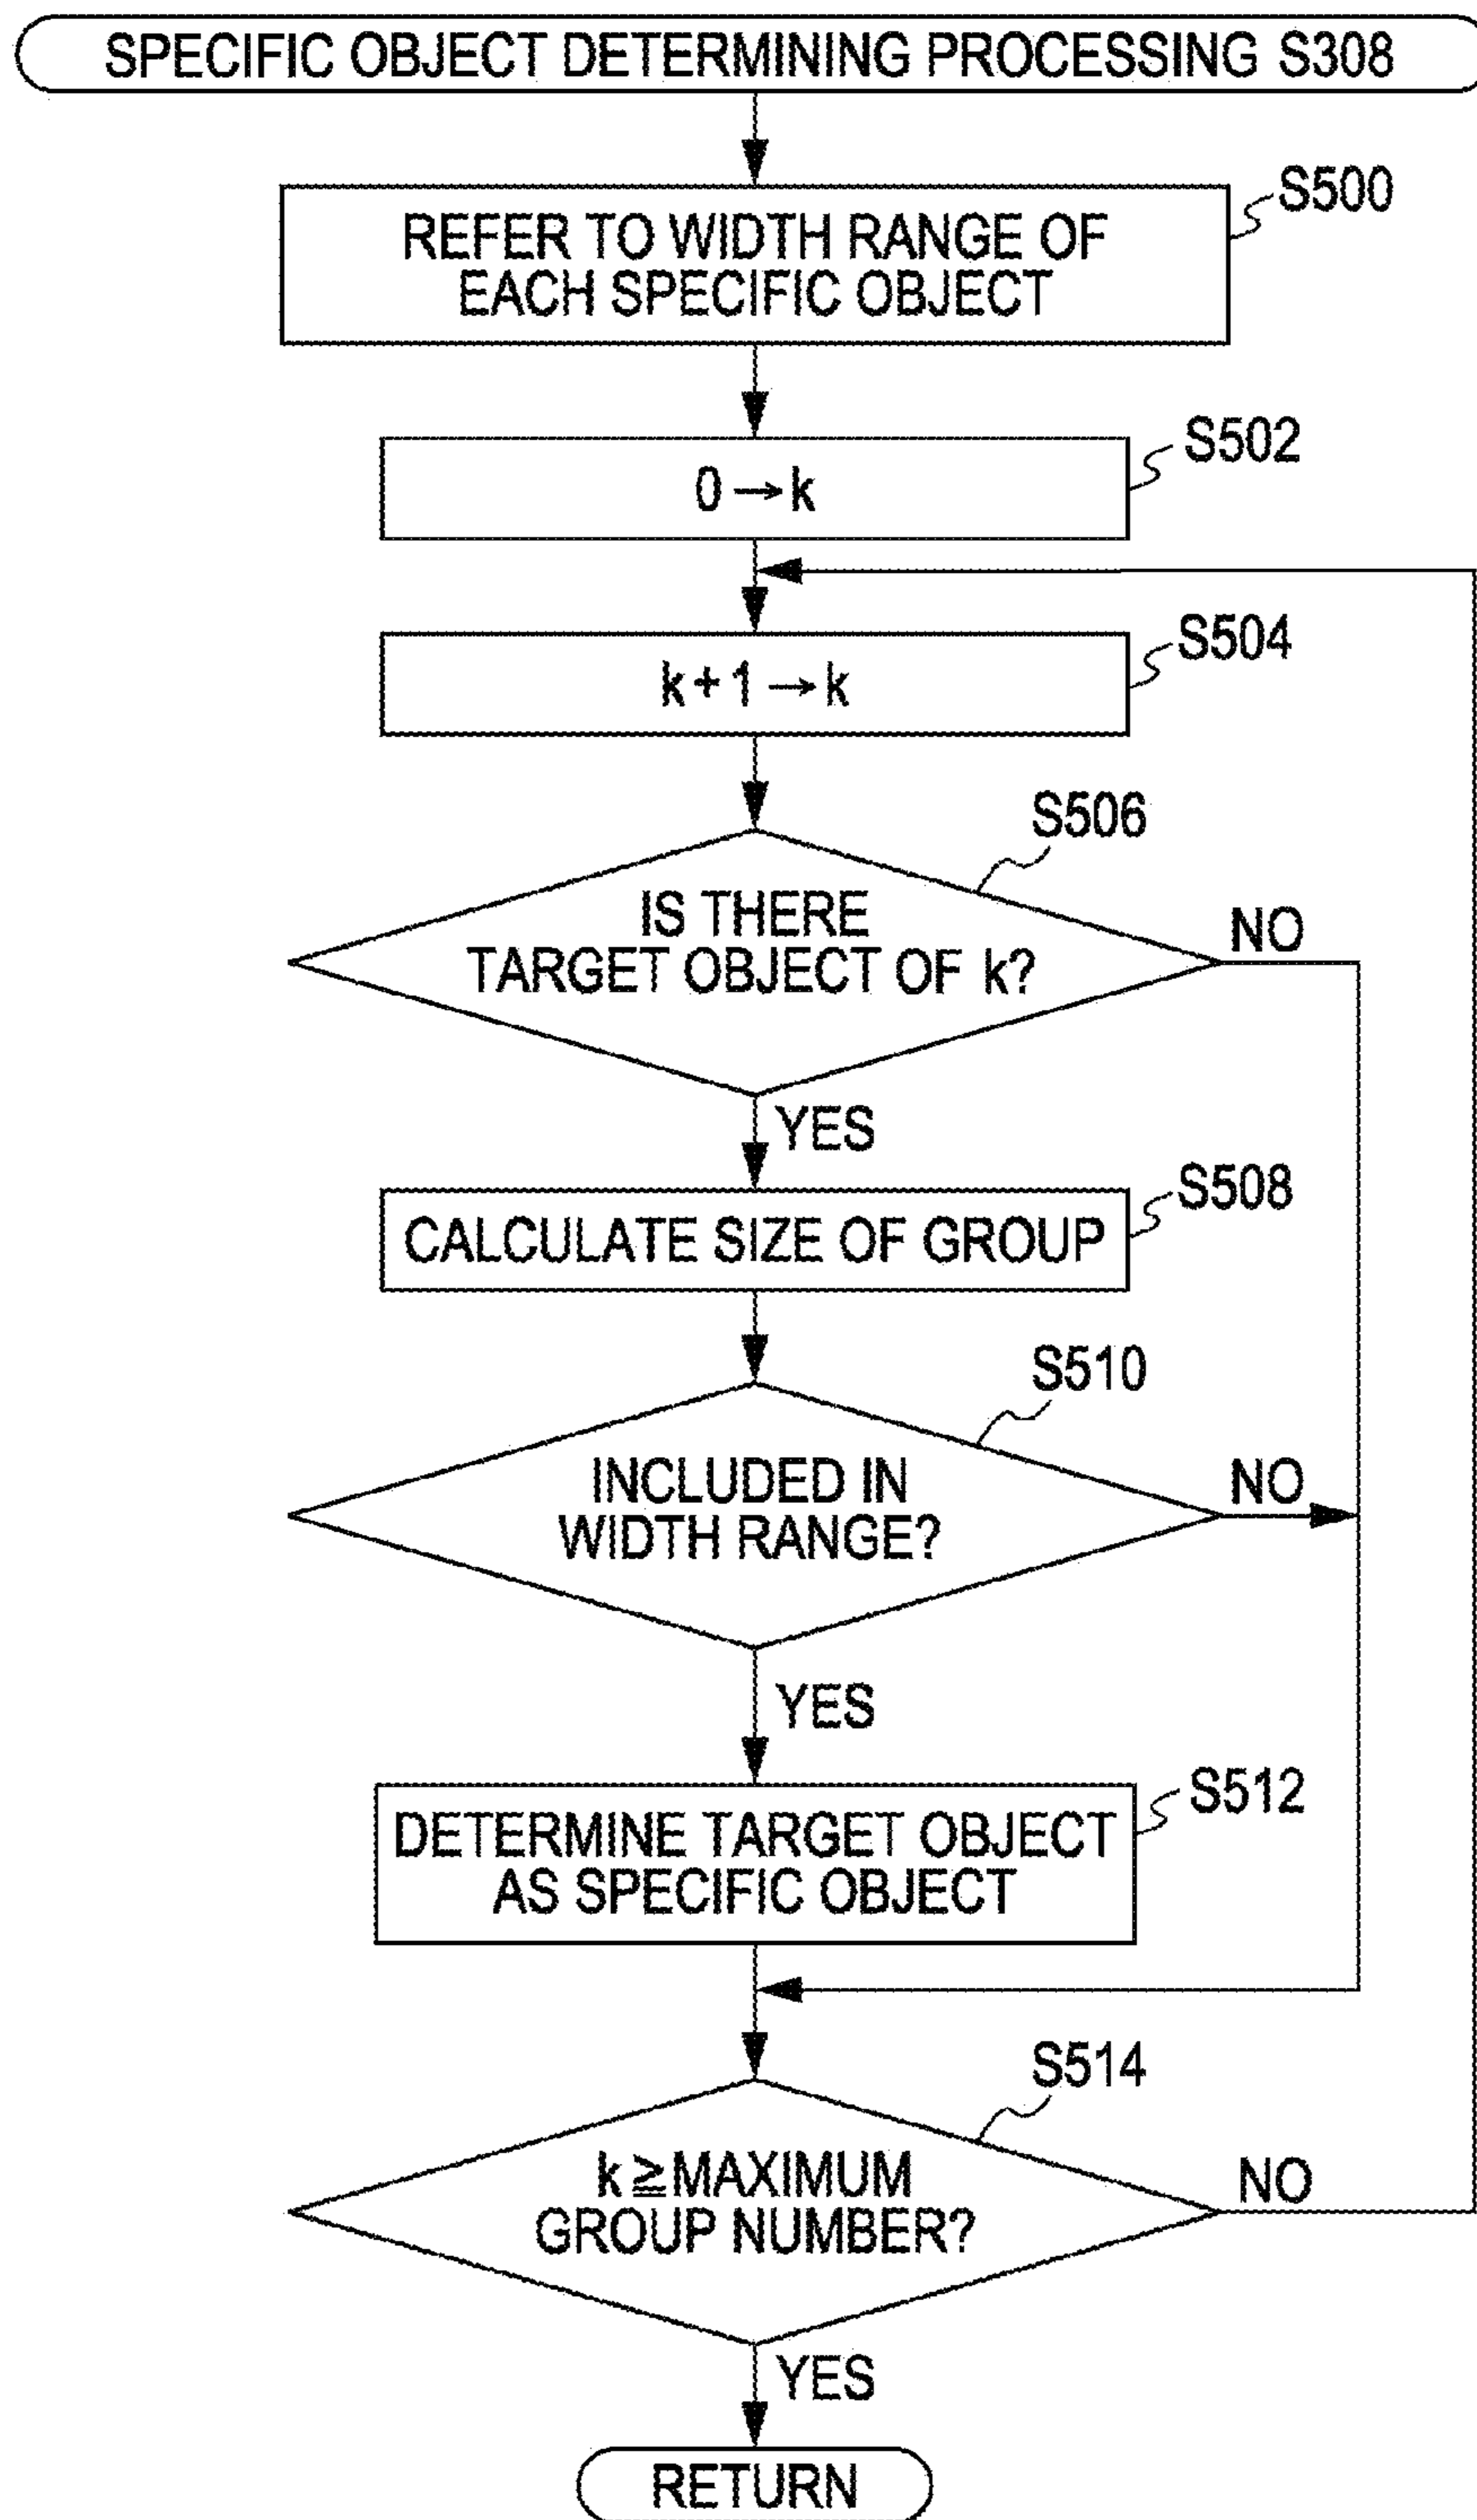 SPECIFIC OBJECT DETERMINING PROCESSING S308
S500
REFER TO WIDTH RANGE OF
EACH SPECIFIC OBJECT
S502
0→k
S504
k+1→k
S506
IS THERE
TARGET OBJECT OF k?
NO
YES
S508
CALCULATE SIZE OF GROUP
S510
INCLUDED IN
WIDTH RANGE?
NO
YES
S512
DETERMINE TARGET OBJECT
AS SPECIFIC OBJECT
S514
k≧MAXIMUM
GROUP NUMBER?
NO
YES
RETURN